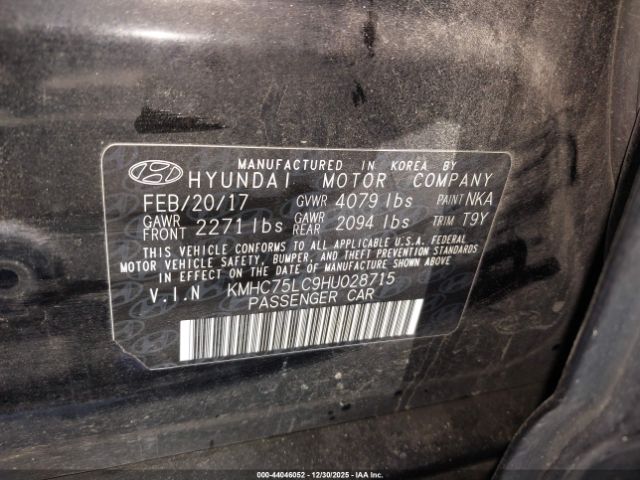 MANUFACTURED IN KOREA BY
HYUNDAI MOTOR COMPANY
FEB/20/17 GVWR 4079 lbs PAINT NKA
GAWR FRONT 2271 lbs GAWR REAR 2094 lbs TRIM T9Y
THIS VEHICLE CONFORMS TO ALL APPLICABLE U.S.A. FEDERAL
MOTOR VEHICLE SAFETY, BUMPER, AND THEFT PREVENTION STANDARDS
IN EFFECT ON THE DATE OF MANUFACTURE SHOWN ABOVE.
V.I.N KMHC75LC9HU028715
PASSENGER CAR
000-44046052 - 12/30/2025 - IAAI.COM